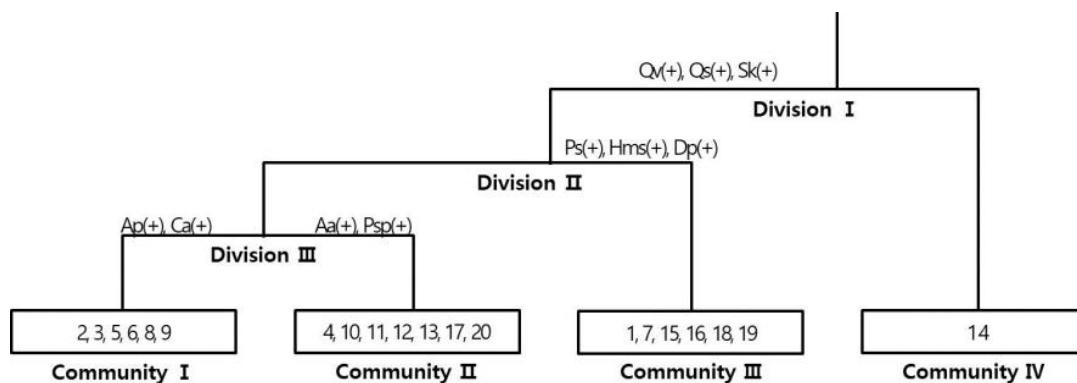 Qv(+), Qs(+), Sk(+)
Division Ⅰ
Ps(+), Hms(+), Dp(+)
Division Ⅱ
Ap(+), Ca(+) Aa(+), Psp(+)
Division Ⅲ
2, 3, 5, 6, 8, 9 4, 10, 11, 12, 13, 17, 20 1, 7, 15, 16, 18, 19 14
Community Ⅰ Community Ⅱ Community Ⅲ Community Ⅳ